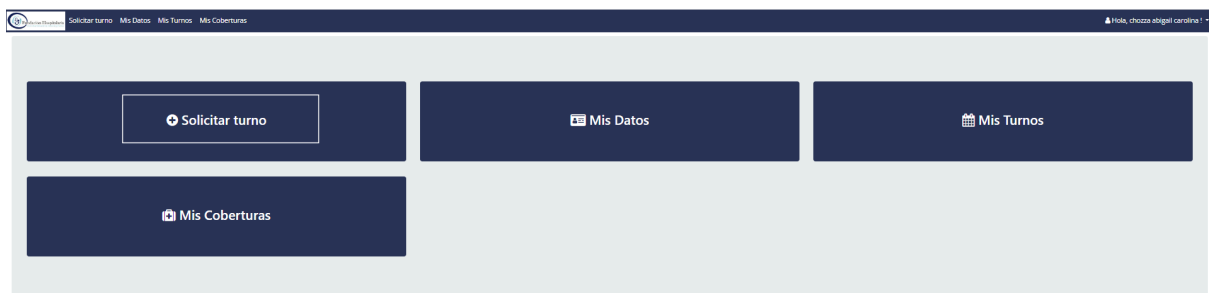 Solicitar turno Mis Datos Mis Turnos Mis Coberturas
Hola, chozza abigail carolina !
Solicitar turno
Mis Datos
Mis Turnos
Mis Coberturas